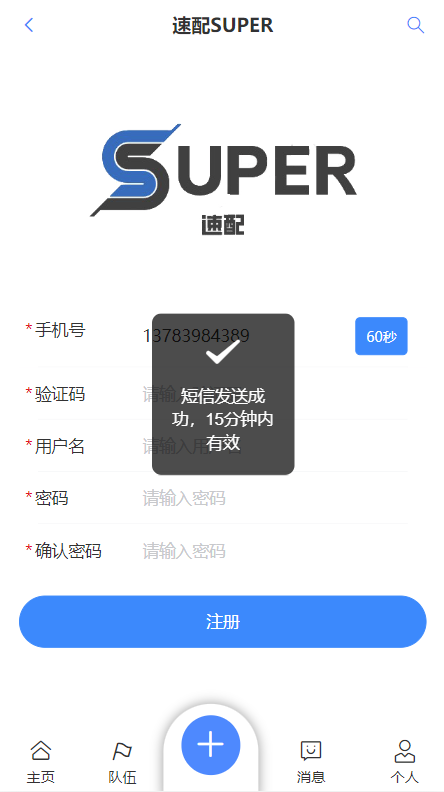 速配SUPER
SUPER
速配
*手机号 13783984389 60秒
短信发送成
功，15分钟内
有效
*验证码 请输入
*用户名 请输入用户名
*密码 请输入密码
*确认密码 请输入密码
注册
主页 队伍 消息 个人